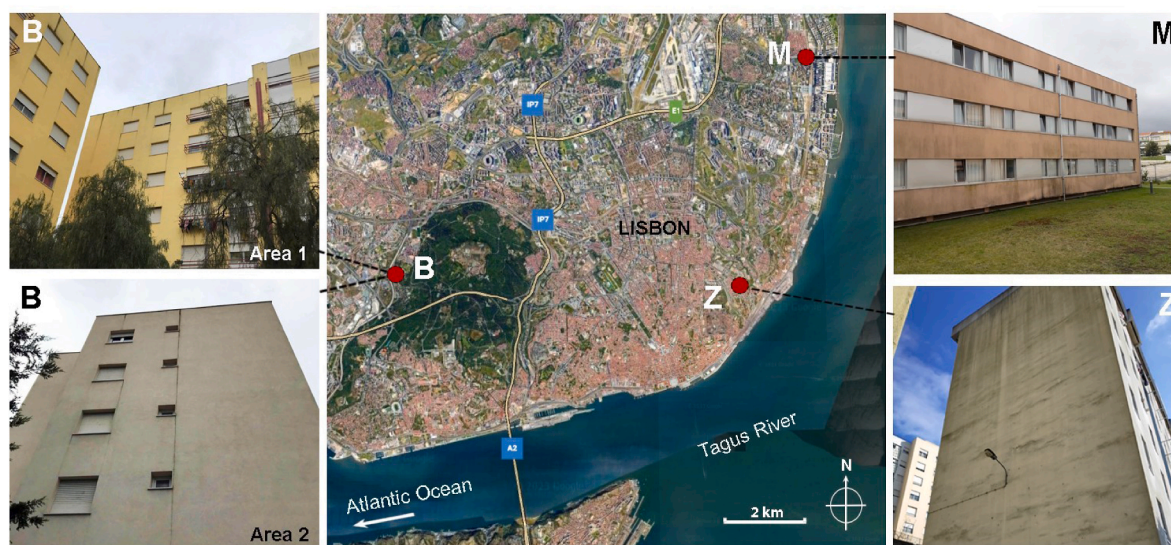 B
Area 1
B
Area 2
IP7
E1
M
IP7
LISBON
B
Z
A2
Tagus River
Atlantic Ocean
N
2 km
M
Z